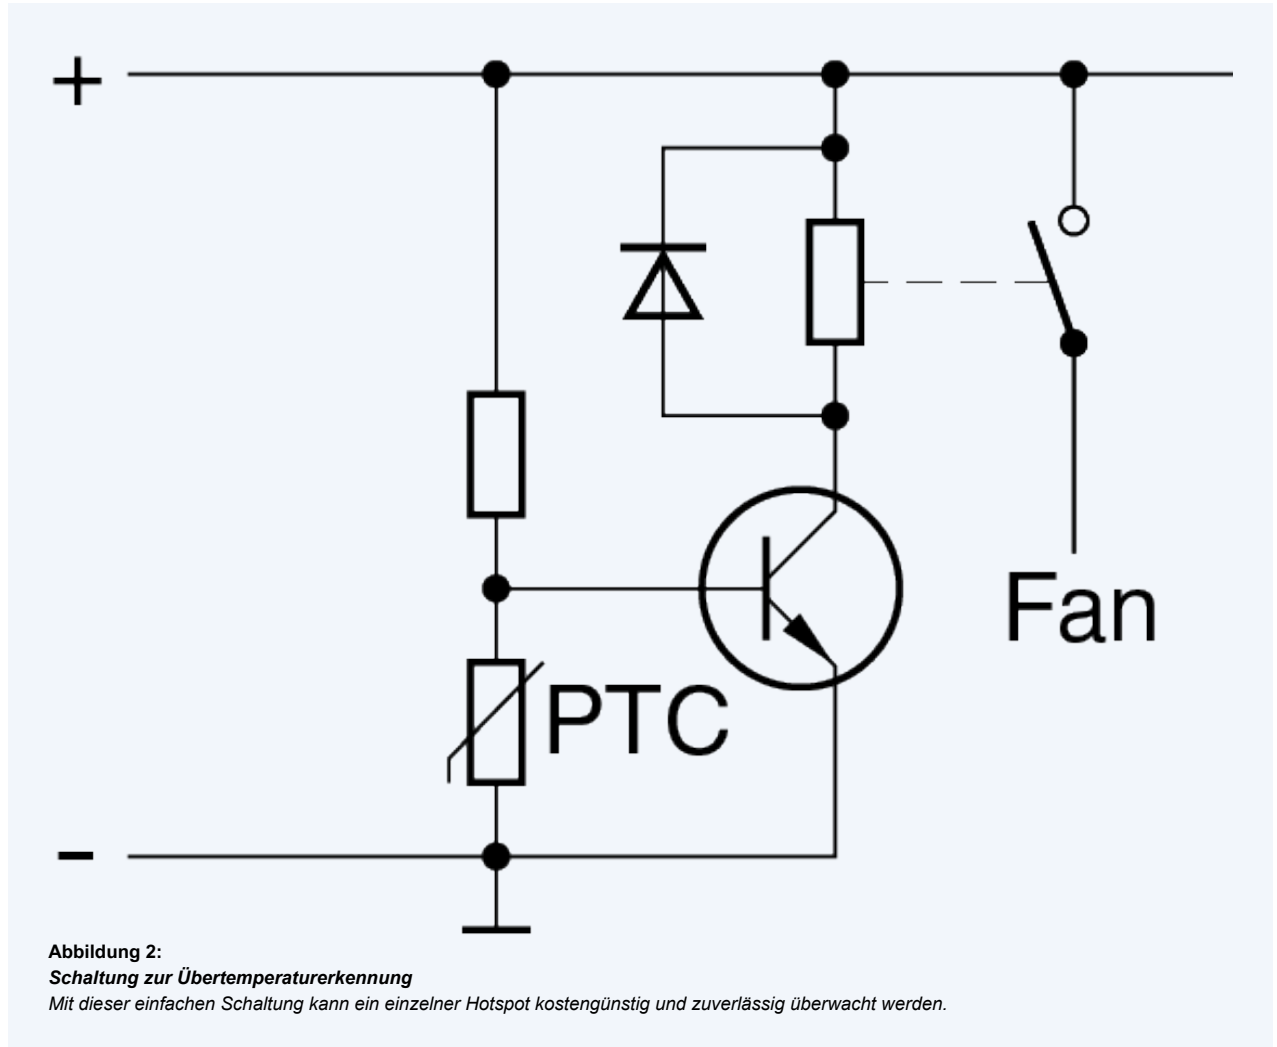 +
PTC
Fan
-
Abbildung 2:
Schaltung zur Übertemperaturerkennung
Mit dieser einfachen Schaltung kann ein einzelner Hotspot kostengünstig und zuverlässig überwacht werden.